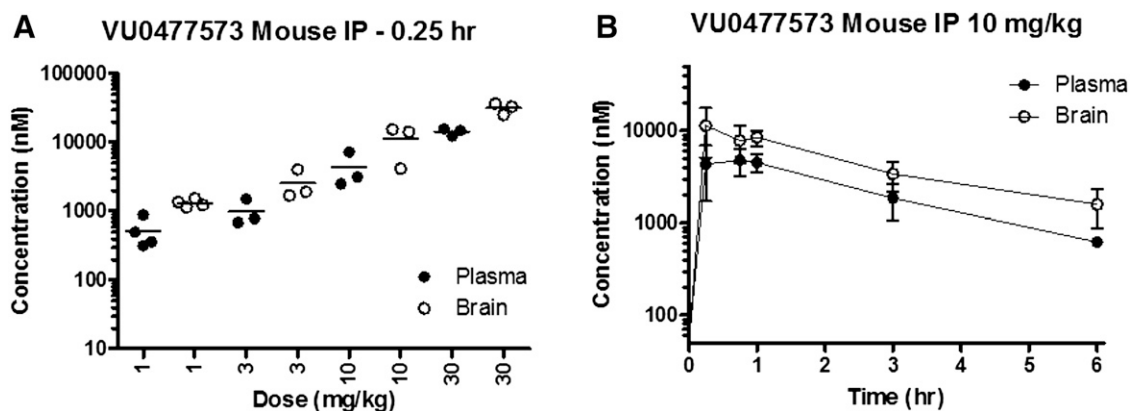 A
VU0477573 Mouse IP - 0.25 hr
Concentration (nM)
100000
10000
1000
100
10
Plasma
Brain
1 1 3 3 10 10 30 30
Dose (mg/kg)
B
VU0477573 Mouse IP 10 mg/kg
Concentration (nM)
10000
1000
100
Plasma
Brain
0 1 2 3 4 5 6
Time (hr)